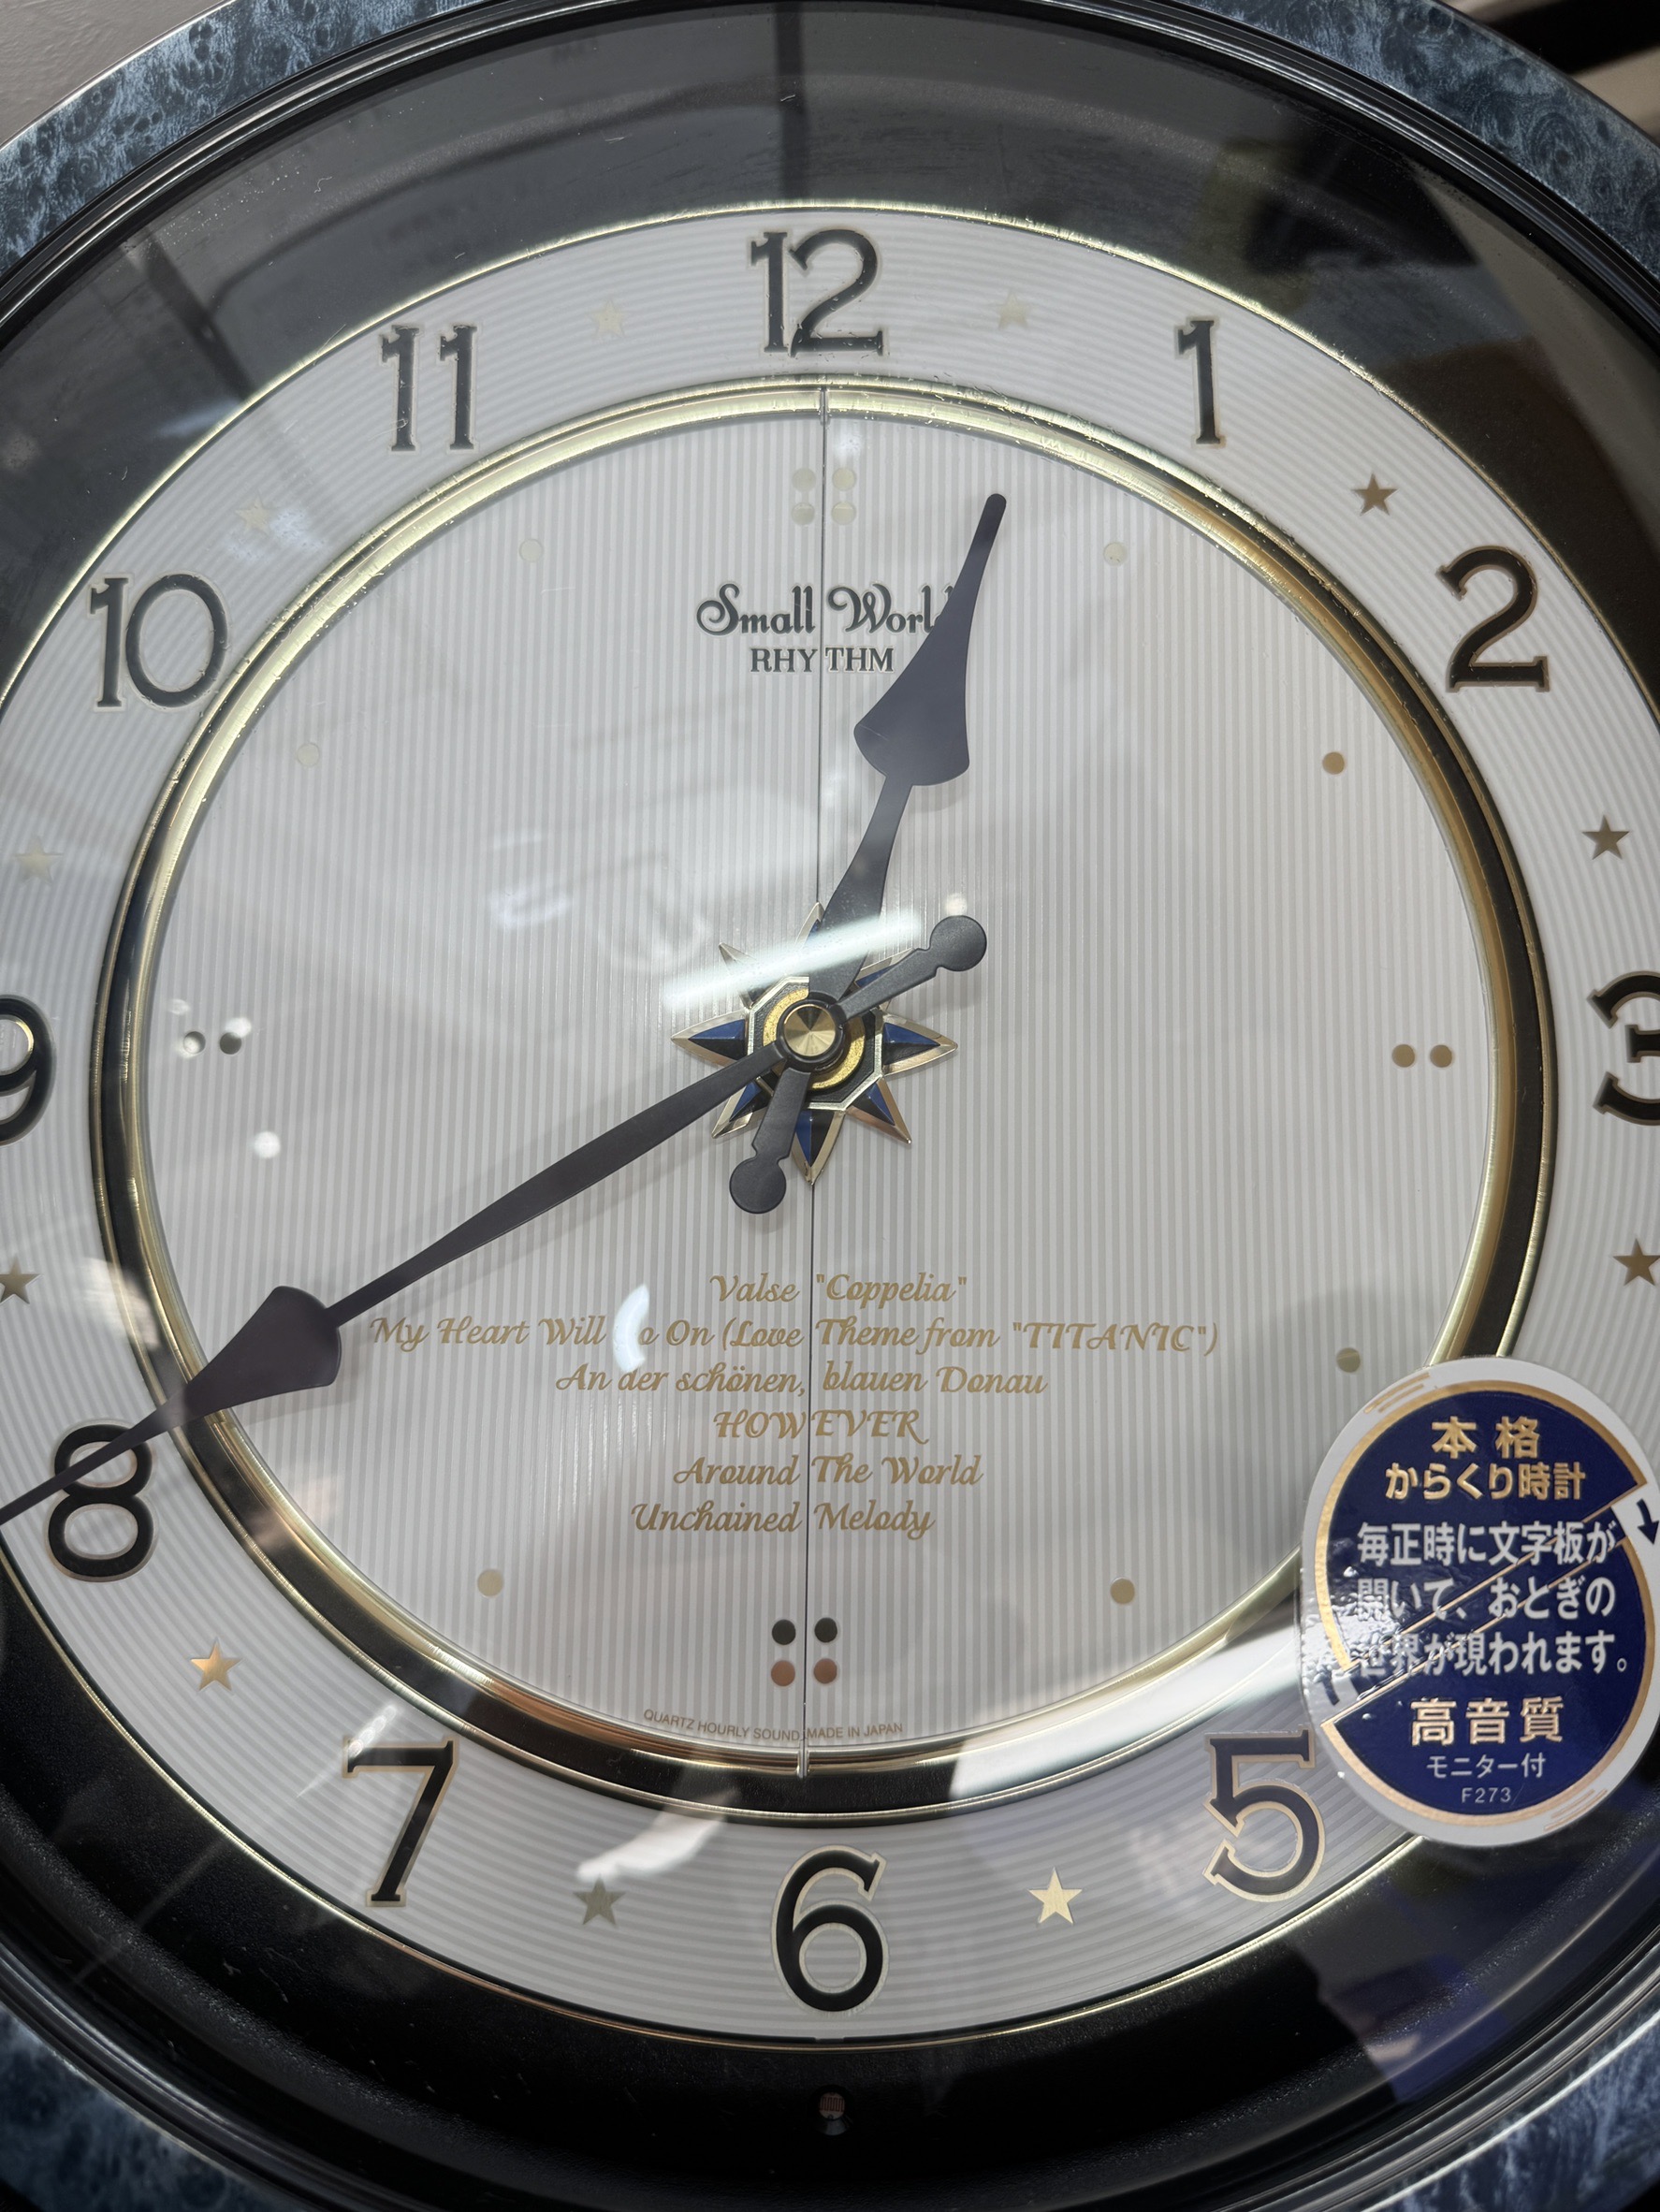 12
11
1
10
2
9
3
8
7
5
6
Small World
RHYTHM
Valse "Coppelia"
My Heart Will Go On (Love Theme from "TITANIC")
An der schönen, blauen Donau
HOWEVER
Around The World
Unchained Melody
QUARTZ HOURLY SOUND MADE IN JAPAN
本格
からくり時計
毎正時に文字板が
開いて、おとぎの
世界が現われます。
高音質
モニター付
F273